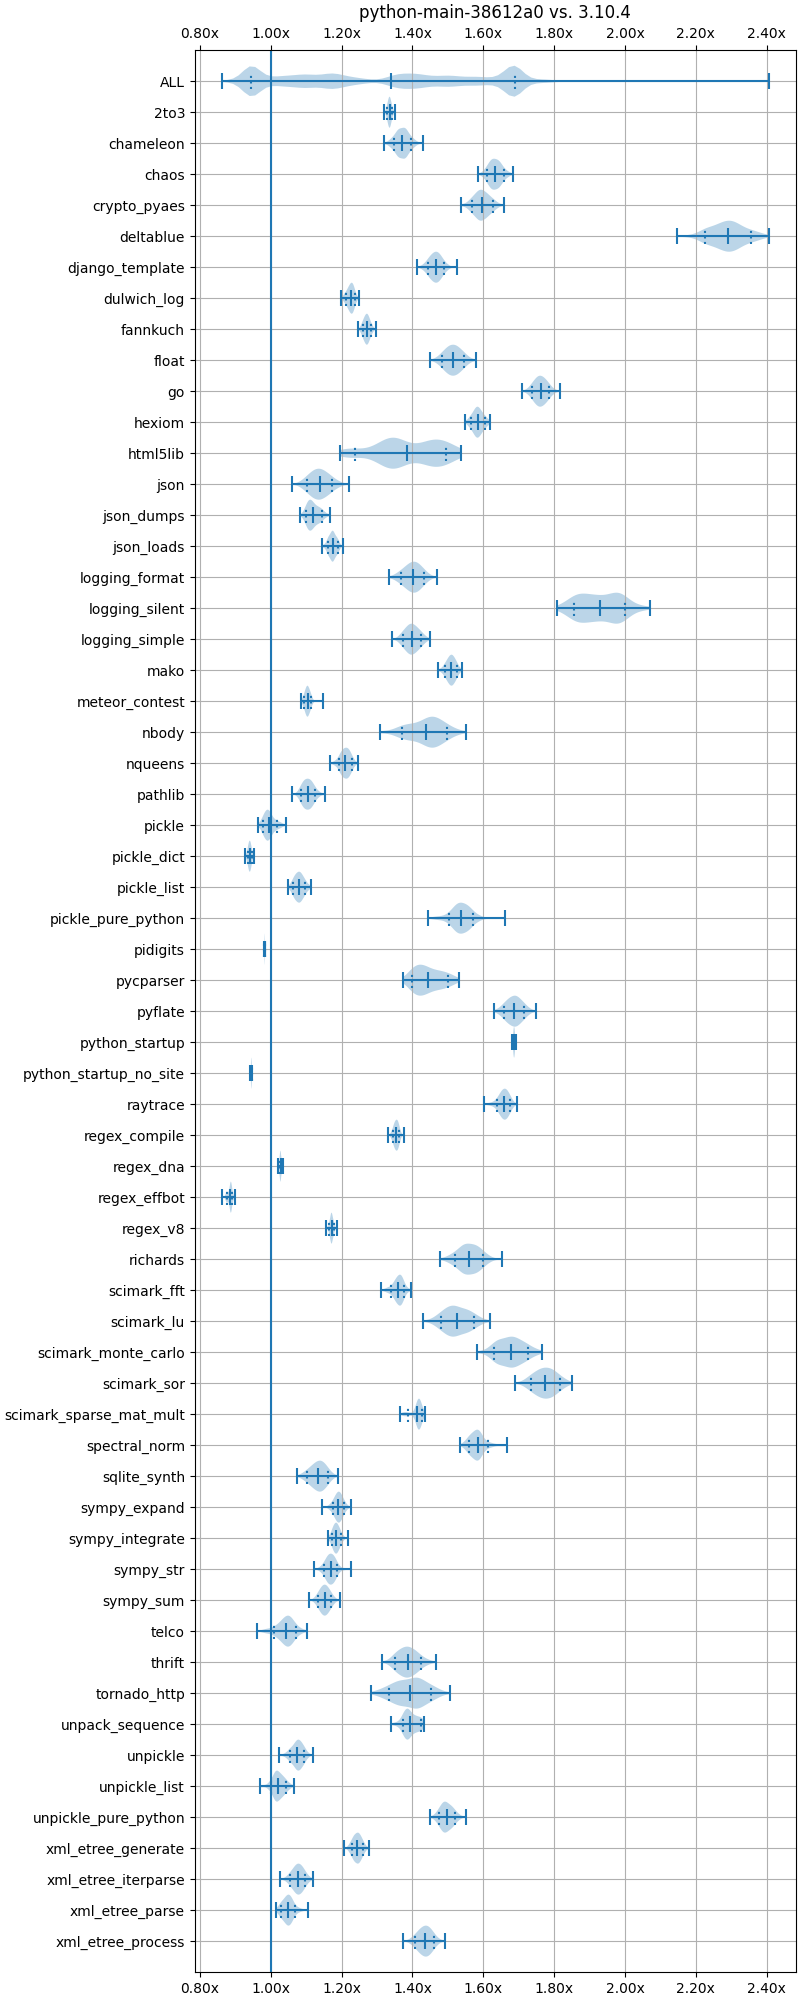 python-main-38612a0 vs. 3.10.4
0.80x 1.00x 1.20x 1.40x 1.60x 1.80x 2.00x 2.20x 2.40x
ALL
2to3
chameleon
chaos
crypto_pyaes
deltablue
django_template
dulwich_log
fannkuch
float
go
hexiom
html5lib
json
json_dumps
json_loads
logging_format
logging_silent
logging_simple
mako
meteor_contest
nbody
nqueens
pathlib
pickle
pickle_dict
pickle_list
pickle_pure_python
pidigits
pycparser
pyflate
python_startup
python_startup_no_site
raytrace
regex_compile
regex_dna
regex_effbot
regex_v8
richards
scimark_fft
scimark_lu
scimark_monte_carlo
scimark_sor
scimark_sparse_mat_mult
spectral_norm
sqlite_synth
sympy_expand
sympy_integrate
sympy_str
sympy_sum
telco
thrift
tornado_http
unpack_sequence
unpickle
unpickle_list
unpickle_pure_python
xml_etree_generate
xml_etree_iterparse
xml_etree_parse
xml_etree_process
0.80x 1.00x 1.20x 1.40x 1.60x 1.80x 2.00x 2.20x 2.40x